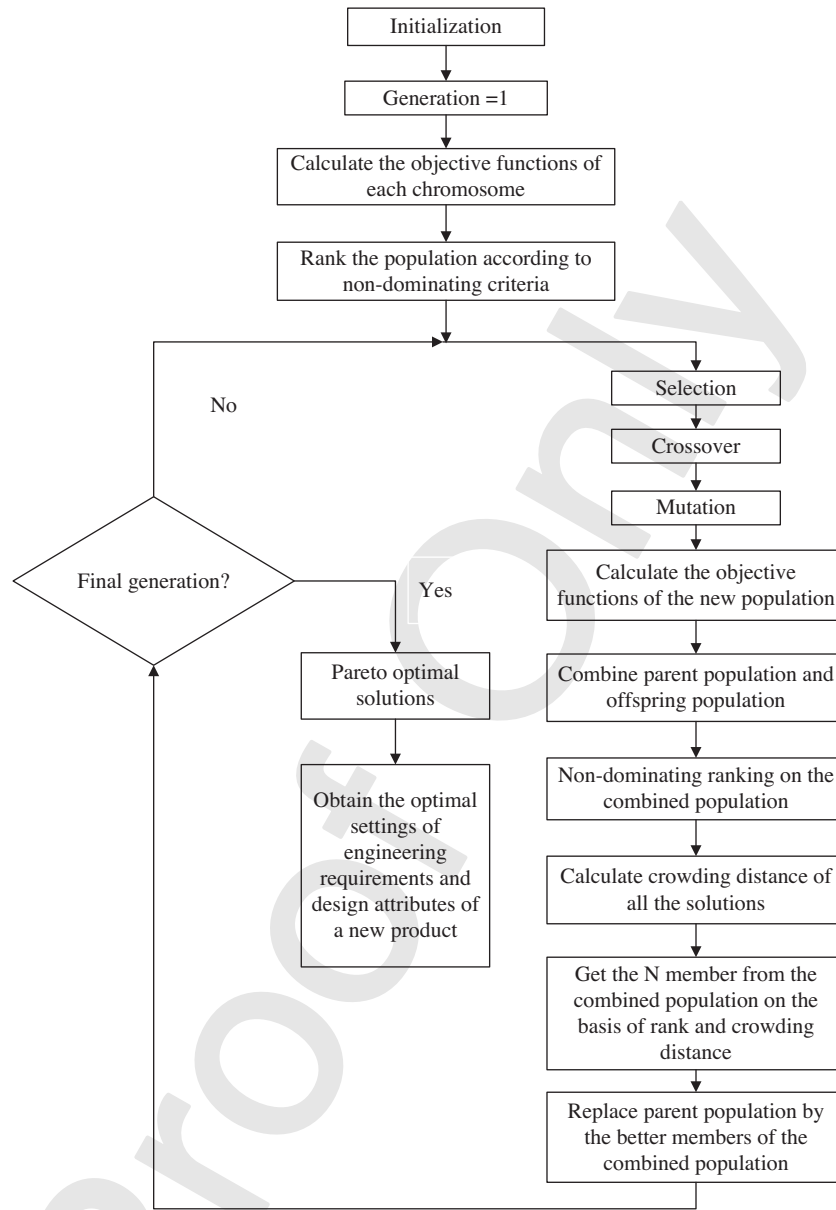 Initialization
Generation =1
Calculate the objective functions of
each chromosome
Rank the population according to
non-dominating criteria
No
Selection
Crossover
Mutation
Final generation?
Yes
Calculate the objective
functions of the new population
Pareto optimal
solutions
Combine parent population and
offspring population
Obtain the optimal
settings of
engineering
requirements and
design attributes of
a new product
Non-dominating ranking on the
combined population
Calculate crowding distance of
all the solutions
Get the N member from the
combined population on the
basis of rank and crowding
distance
Replace parent population by
the better members of the
combined population
Proof Only